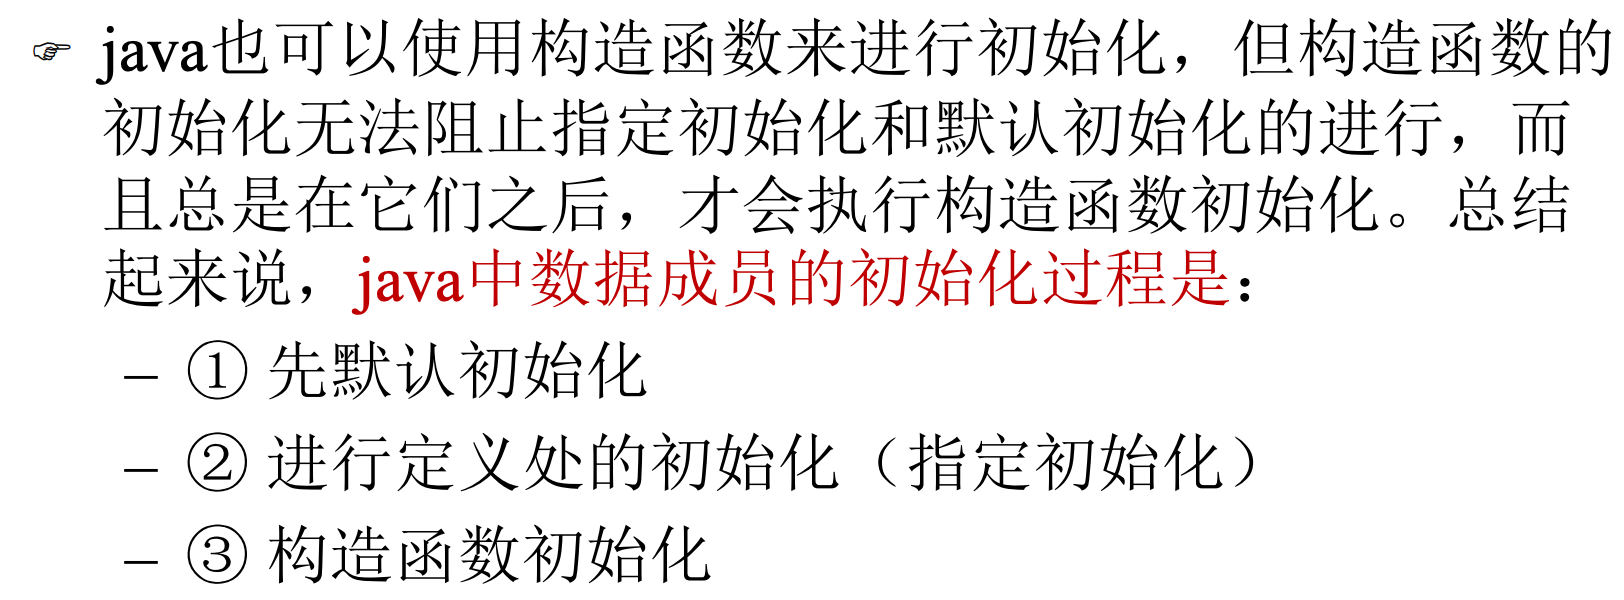 ☞ java也可以使用构造函数来进行初始化，但构造函数的
初始化无法阻止指定初始化和默认初始化的进行，而
且总是在它们之后，才会执行构造函数初始化。总结
起来说，java中数据成员的初始化过程是：
– ① 先默认初始化
– ② 进行定义处的初始化（指定初始化）
– ③ 构造函数初始化